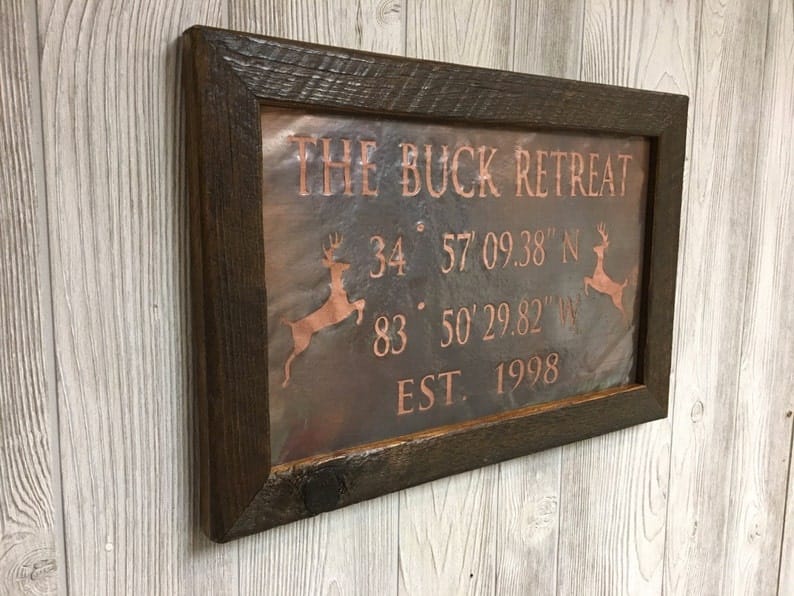 THE BUCK RETREAT
34° 57' 09.38" N
83° 50' 29.82" W
EST. 1998